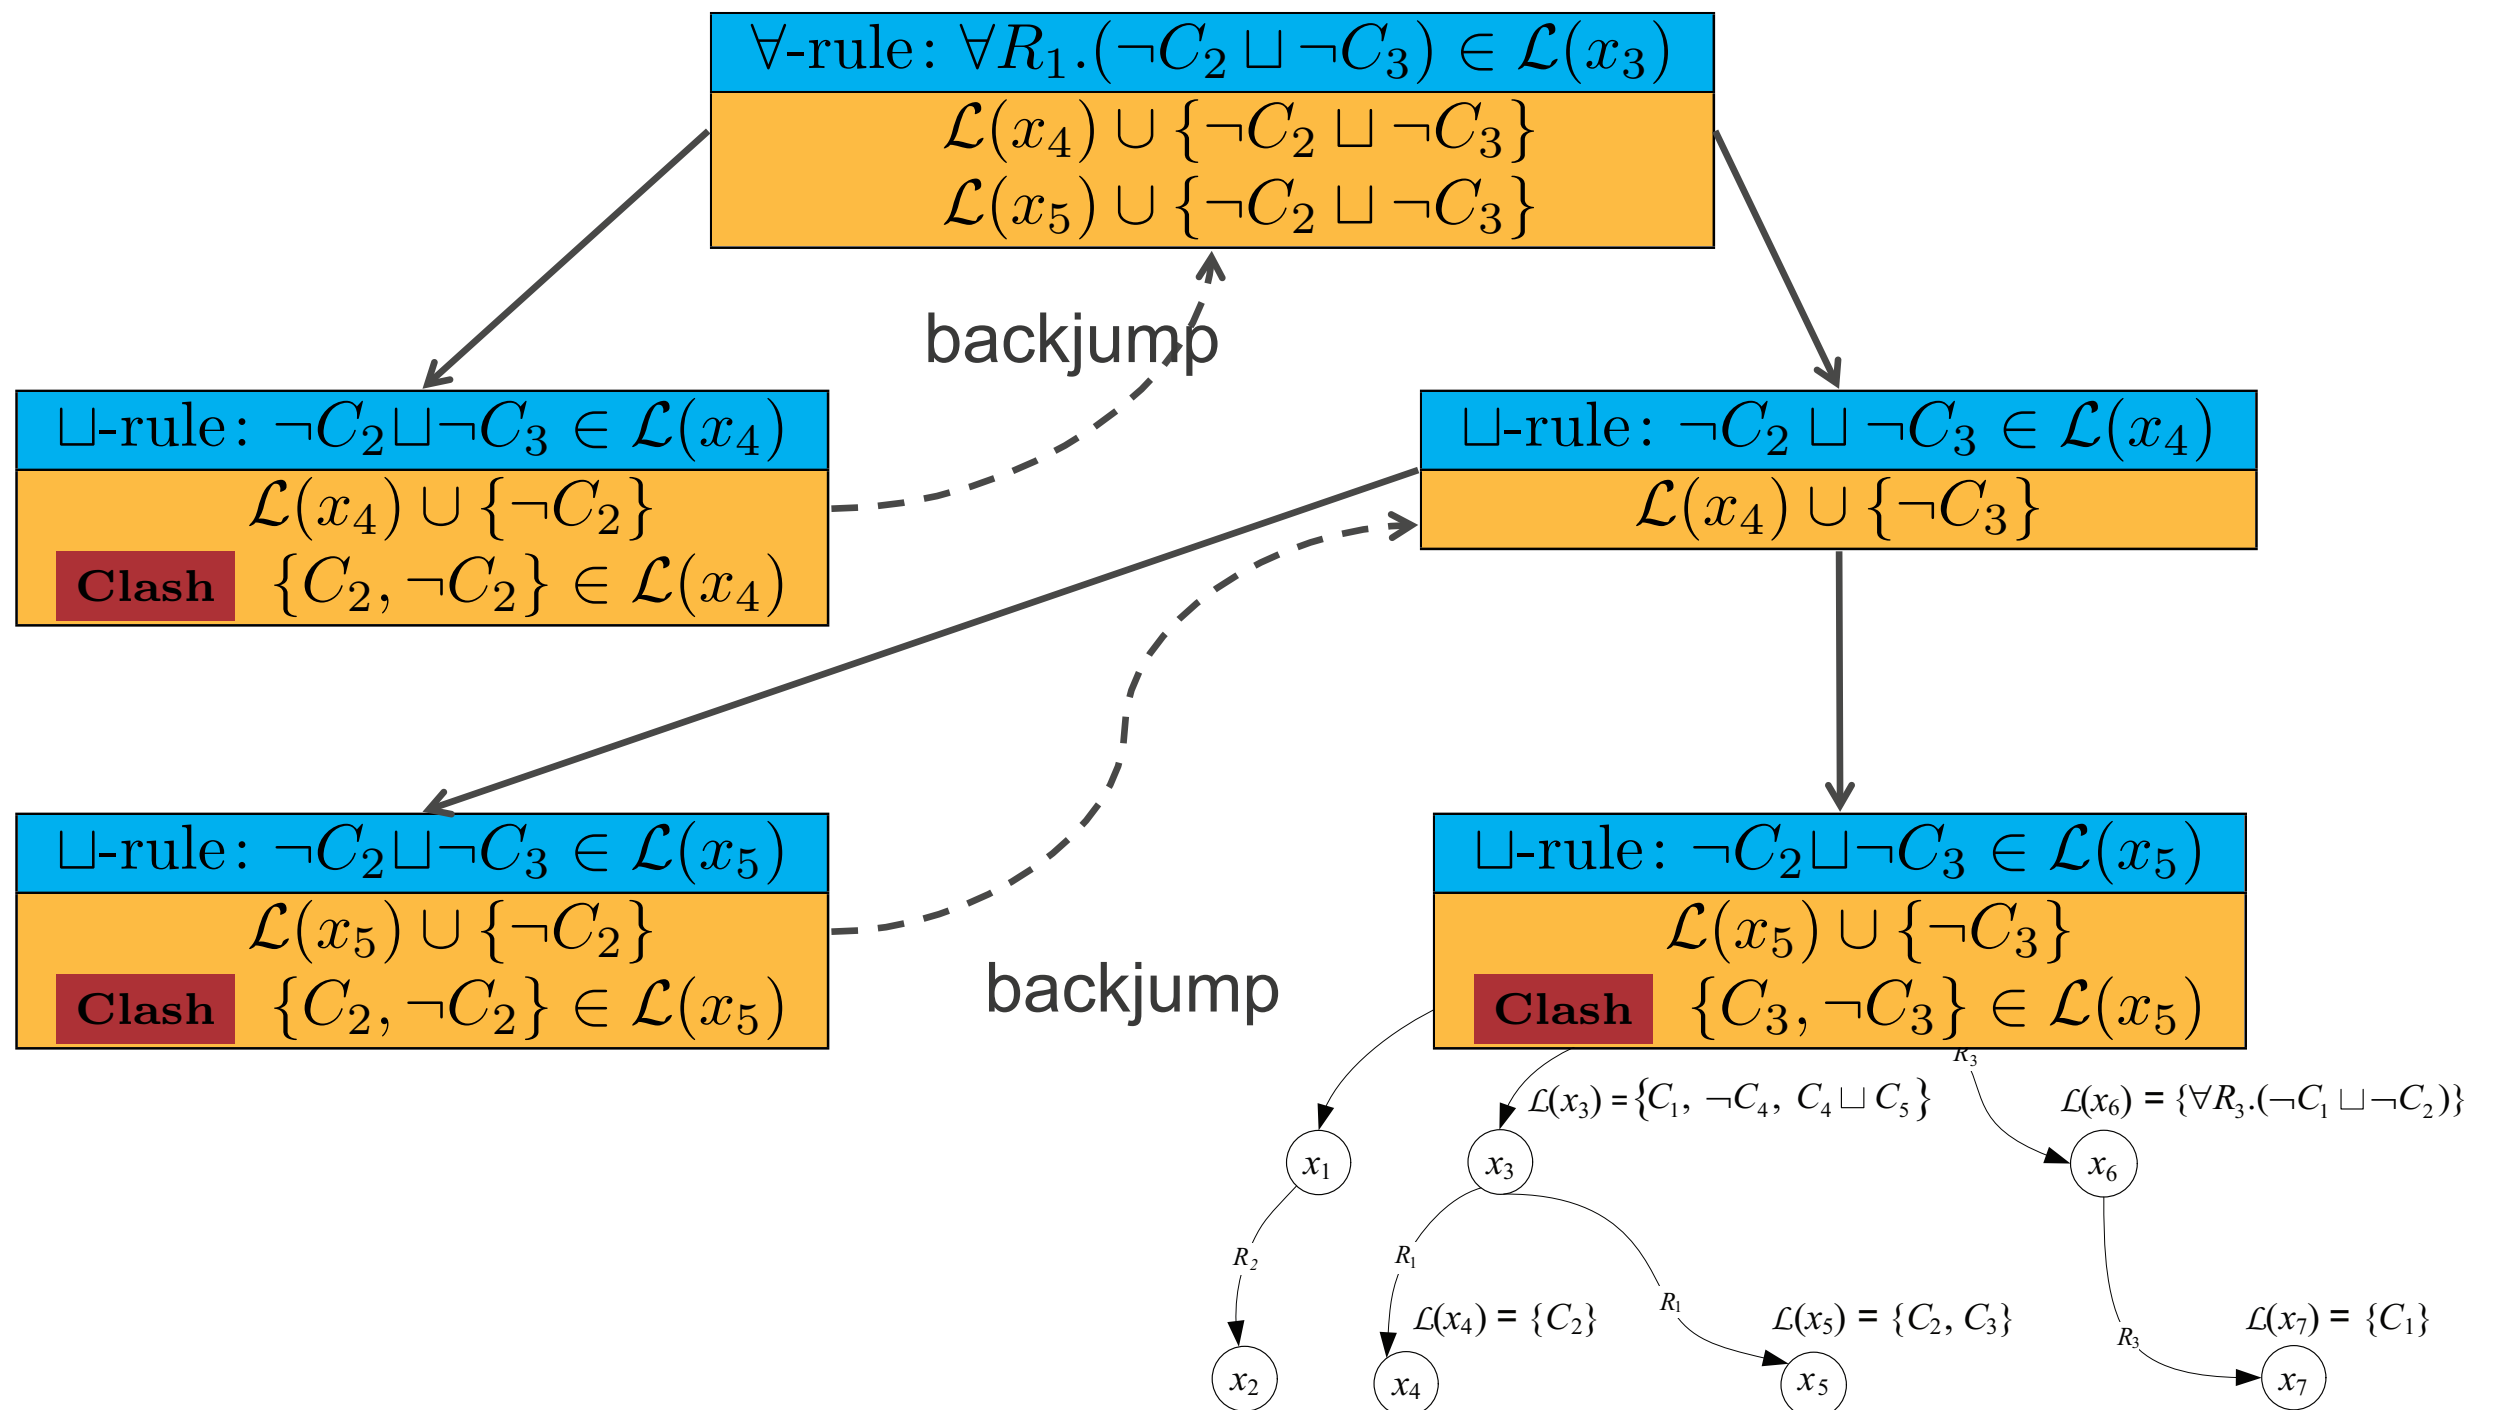 ∀-rule: ∀R₁.(¬C₂ ⊔ ¬C₃) ∈ ℒ(x₃)
ℒ(x₄) ∪ {¬C₂ ⊔ ¬C₃}
ℒ(x₅) ∪ {¬C₂ ⊔ ¬C₃}
backjump
⊔-rule: ¬C₂⊔¬C₃ ∈ ℒ(x₄)
ℒ(x₄) ∪ {¬C₂}
Clash {C₂, ¬C₂} ∈ ℒ(x₄)
⊔-rule: ¬C₂ ⊔ ¬C₃ ∈ ℒ(x₄)
ℒ(x₄) ∪ {¬C₃}
⊔-rule: ¬C₂⊔¬C₃ ∈ ℒ(x₅)
ℒ(x₅) ∪ {¬C₂}
Clash {C₂, ¬C₂} ∈ ℒ(x₅)
backjump
⊔-rule: ¬C₂⊔¬C₃ ∈ ℒ(x₅)
ℒ(x₅) ∪ {¬C₃}
Clash {C₃, ¬C₃} ∈ ℒ(x₅)
R₃
ℒ(x₃) = {C₁, ¬C₄, C₄ ⊔ C₅}
ℒ(x₆) = {∀R₃.(¬C₁ ⊔ ¬C₂)}
x₁
x₃
x₆
R₂
R₁
R₁
R₃
ℒ(x₄) = {C₂}
ℒ(x₅) = {C₂, C₃}
ℒ(x₇) = {C₁}
x₂
x₄
x₅
x₇